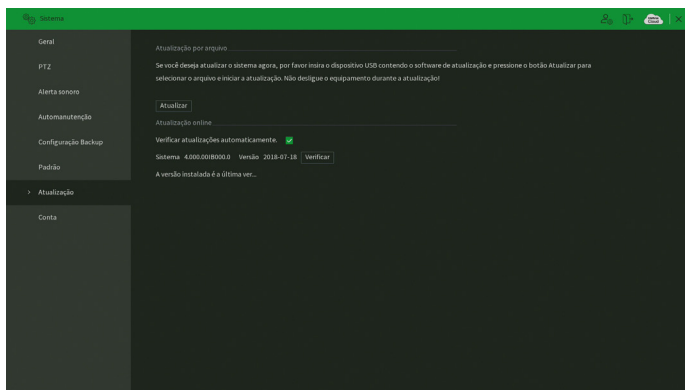 Sistema
Geral
PTZ
Alerta sonoro
Automanutenção
Configuração Backup
Padrão
> Atualização
Conta
Atualização por arquivo
Se você deseja atualizar o sistema agora, por favor insira o dispositivo USB contendo o software de atualização e pressione o botão Atualizar para
selecionar o arquivo e iniciar a atualização. Não desligue o equipamento durante a atualização!
Atualizar
Atualização online
Verificar atualizações automaticamente.
Sistema 4.000.00IB000.0 Versão 2018-07-18 Verificar
A versão instalada é a última ver...